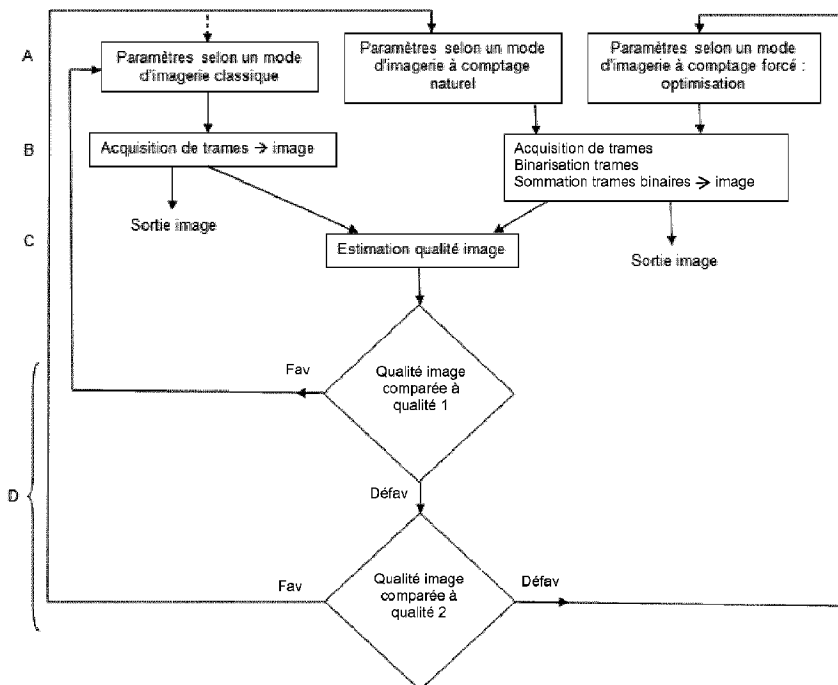 A
Paramètres selon un mode
d'imagerie classique
Paramètres selon un mode
d'imagerie à comptage
naturel
Paramètres selon un mode
d'imagerie à comptage forcé :
optimisation
B
Acquisition de trames → image
Acquisition de trames
Binarisation trames
Sommation trames binaires → image
Sortie image
C
Estimation qualité image
Sortie image
Fav
Qualité image
comparée à
qualité 1
D
Défav
Fav
Qualité image
comparée à
qualité 2
Défav